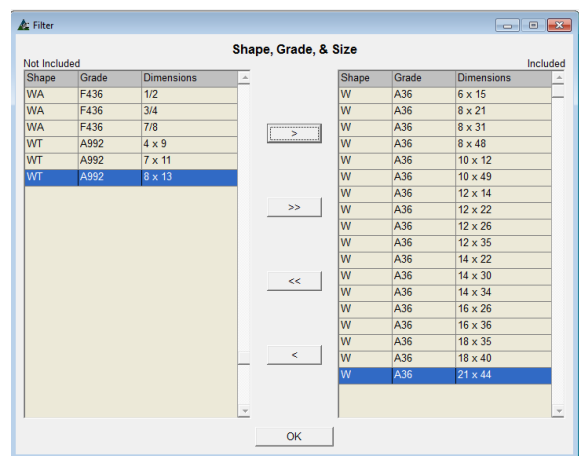 Filter
Shape, Grade, & Size
Not Included
Included
Shape Grade Dimensions
WA F436 1/2
WA F436 3/4
WA F436 7/8
WT A992 4 x 9
WT A992 7 x 11
WT A992 8 x 13
>
>>
<<
<
Shape Grade Dimensions
W A36 6 x 15
W A36 8 x 21
W A36 8 x 31
W A36 8 x 48
W A36 10 x 12
W A36 10 x 49
W A36 12 x 14
W A36 12 x 22
W A36 12 x 26
W A36 12 x 35
W A36 14 x 22
W A36 14 x 30
W A36 14 x 34
W A36 16 x 26
W A36 16 x 36
W A36 18 x 35
W A36 18 x 40
W A36 21 x 44
OK